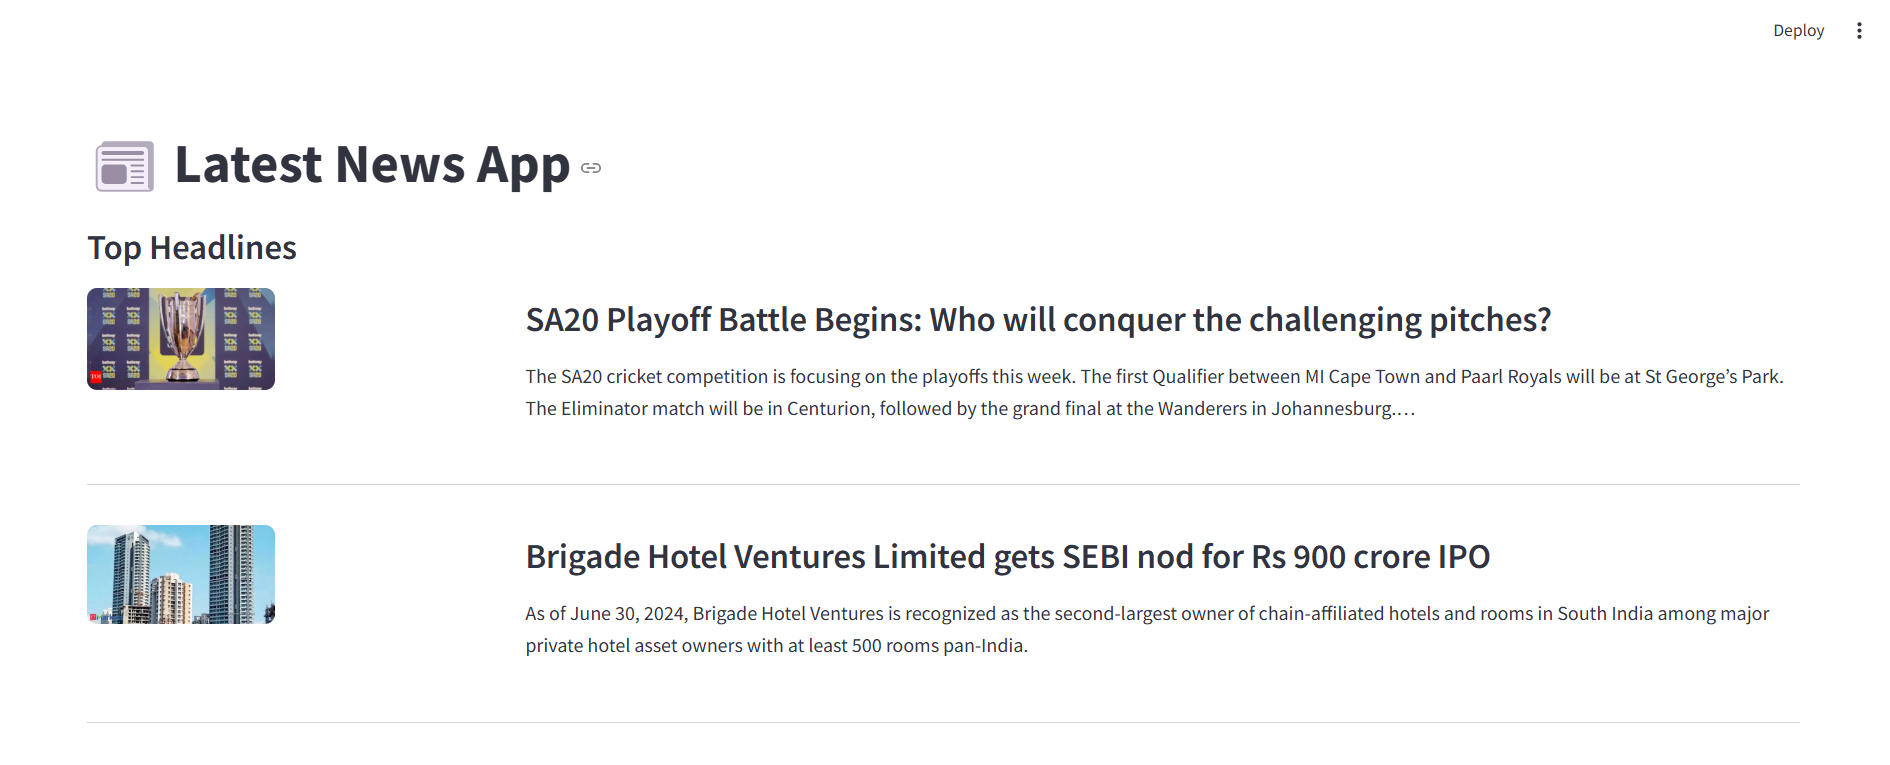 Deploy
Latest News App
Top Headlines
SA20 Playoff Battle Begins: Who will conquer the challenging pitches?
The SA20 cricket competition is focusing on the playoffs this week. The first Qualifier between MI Cape Town and Paarl Royals will be at St George’s Park.
The Eliminator match will be in Centurion, followed by the grand final at the Wanderers in Johannesburg.…
Brigade Hotel Ventures Limited gets SEBI nod for Rs 900 crore IPO
As of June 30, 2024, Brigade Hotel Ventures is recognized as the second-largest owner of chain-affiliated hotels and rooms in South India among major
private hotel asset owners with at least 500 rooms pan-India.